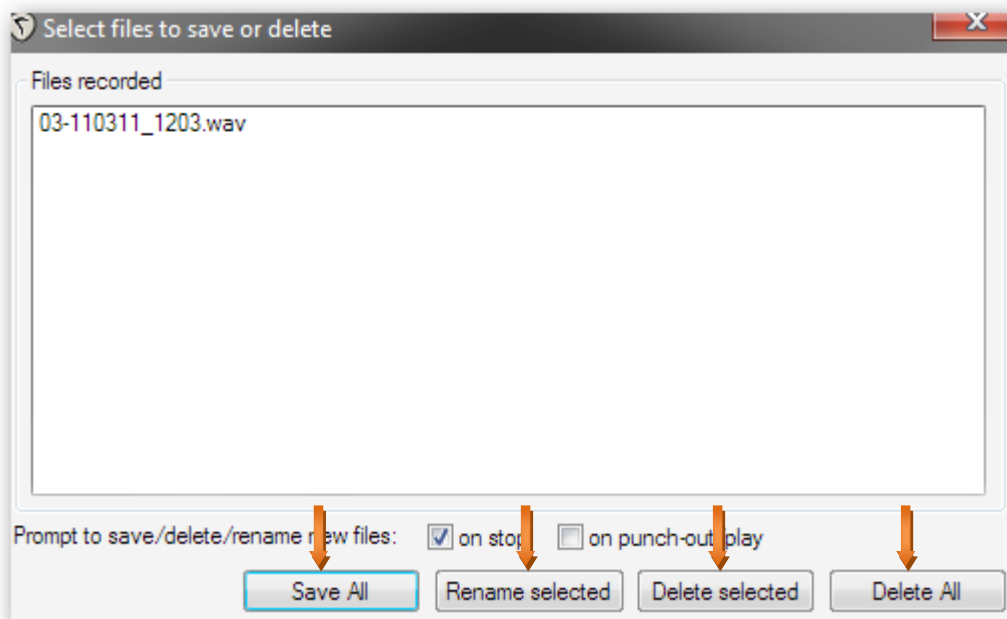 Select files to save or delete
Files recorded
03-110311_1203.wav
Prompt to save/delete/rename new files: on stop on punch-out/play
Save All Rename selected Delete selected Delete All